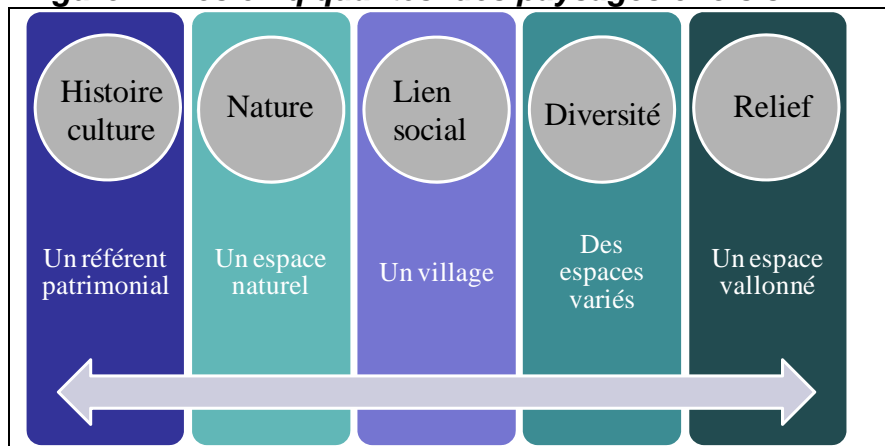 Histoire
culture
Nature
Lien
social
Diversité
Relief
Un référent
patrimonial
Un espace
naturel
Un village
Des
espaces
variés
Un espace
vallonné